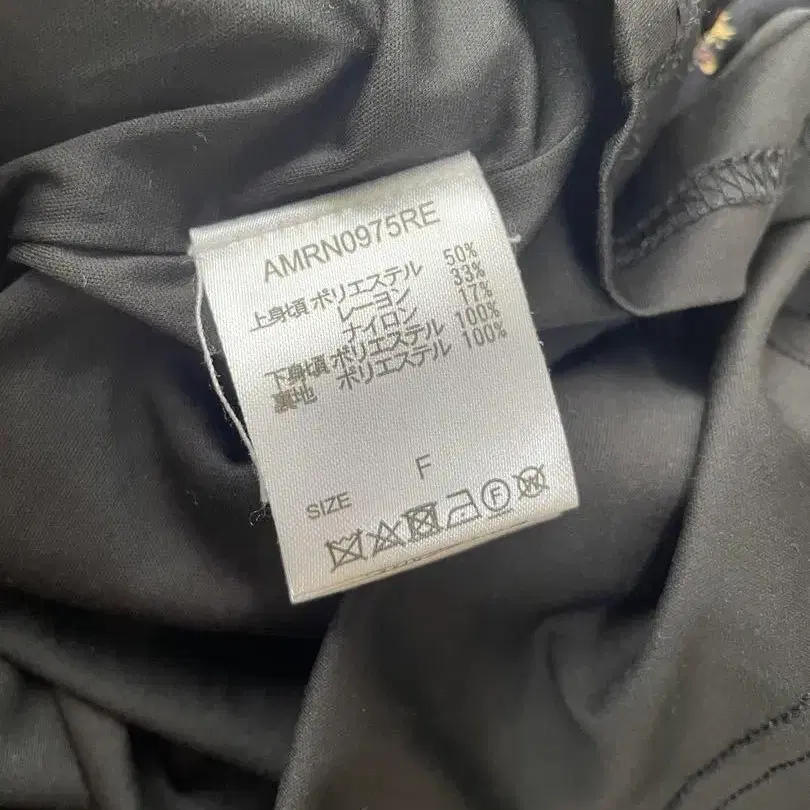 AMRN0975RE
上身頃 ポリエステル 50%
レーヨン 33%
ナイロン 17%
下身頃 ポリエステル 100%
裏地 ポリエステル 100%
SIZE F
F W